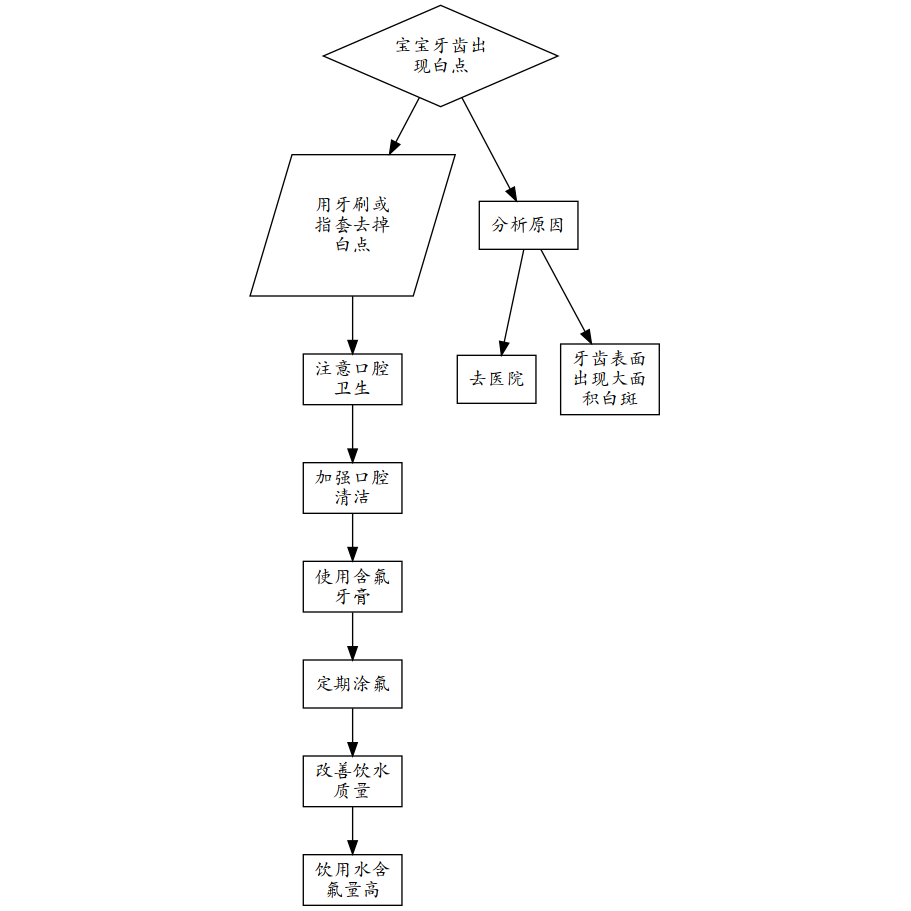 宝宝牙齿出
现白点
用牙刷或
指套去掉
白点
分析原因
注意口腔
卫生
去医院
牙齿表面
出现大面
积白斑
加强口腔
清洁
使用含氟
牙膏
定期涂氟
改善饮水
质量
饮用水含
氟量高